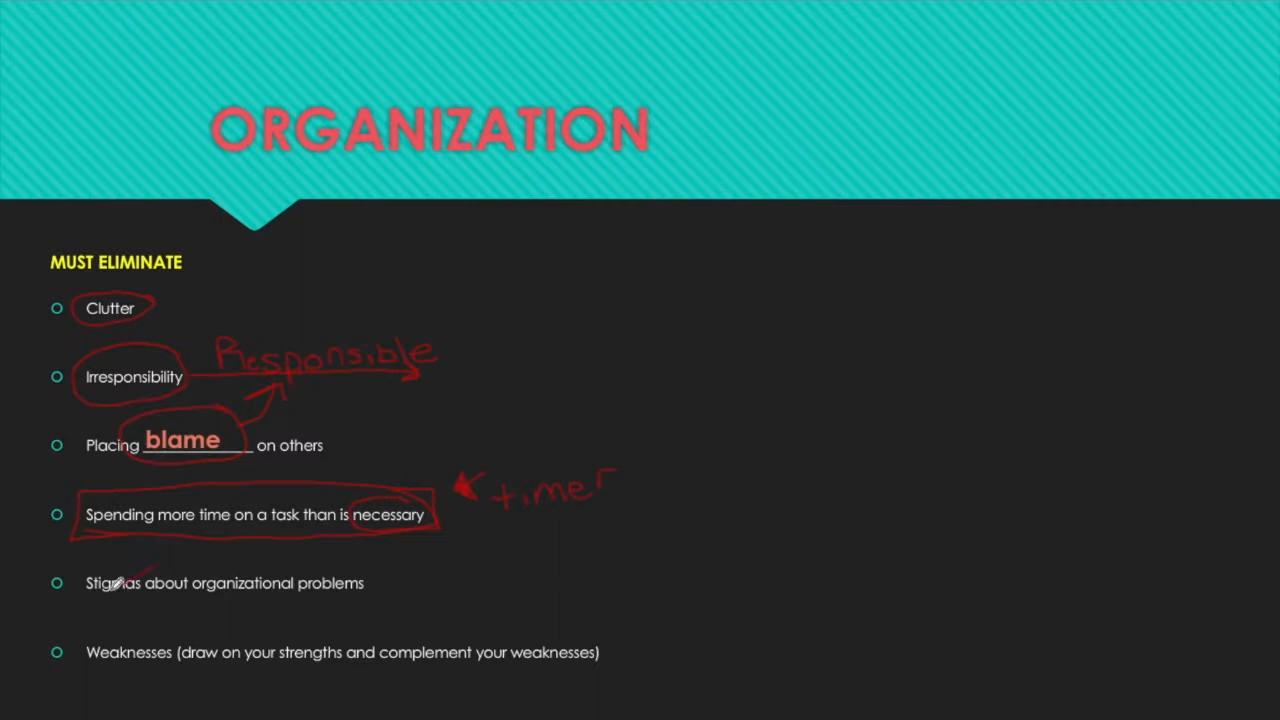 ORGANIZATION
MUST ELIMINATE
Clutter
Responsible
Irresponsibility
Placing blame on others
timer
Spending more time on a task than is necessary
Stigmas about organizational problems
Weaknesses (draw on your strengths and complement your weaknesses)